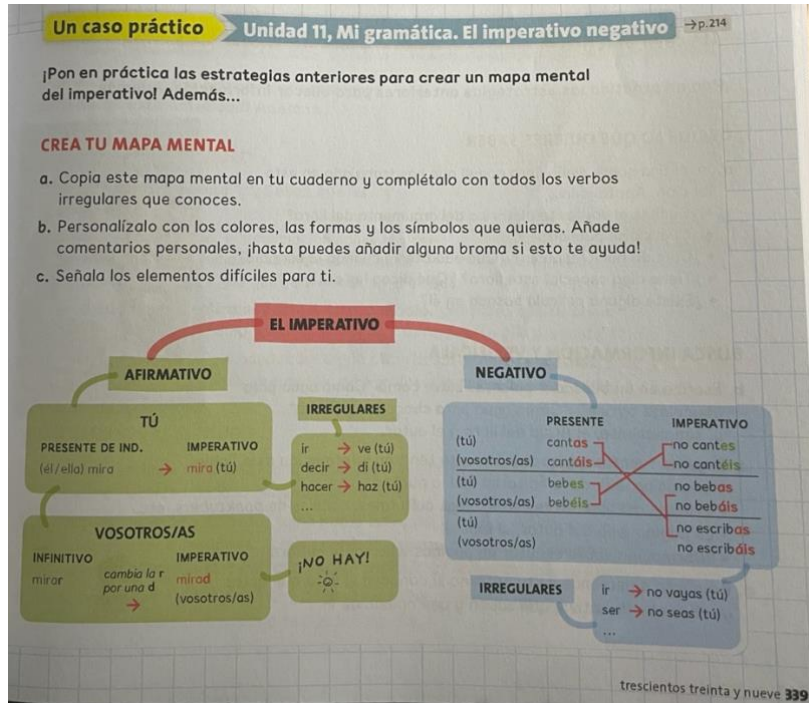 Un caso práctico
Unidad 11, Mi gramática. El imperativo negativo
→p.214
¡Pon en práctica las estrategias anteriores para crear un mapa mental
del imperativo! Además...
CREA TU MAPA MENTAL
a. Copia este mapa mental en tu cuaderno y complétalo con todos los verbos
irregulares que conoces.
b. Personalízalo con los colores, las formas y los símbolos que quieras. Añade
comentarios personales, ¡hasta puedes añadir alguna broma si esto te ayuda!
c. Señala los elementos difíciles para ti.
EL IMPERATIVO
AFIRMATIVO
TÚ
PRESENTE DE IND. IMPERATIVO
(él/ella) mira → mira (tú)
IRREGULARES
ir → ve (tú)
decir → di (tú)
hacer → haz (tú)
...
VOSOTROS/AS
INFINITIVO IMPERATIVO
mirar cambia la r mirad
por una d (vosotros/as)
→
¡NO HAY!
NEGATIVO
PRESENTE IMPERATIVO
(tú) cantas no cantes
(vosotros/as) cantáis no cantéis
(tú) bebes no bebas
(vosotros/as) bebéis no bebáis
(tú) no escribas
(vosotros/as) no escribáis
IRREGULARES
ir → no vayas (tú)
ser → no seas (tú)
...
trescientos treinta y nueve 339